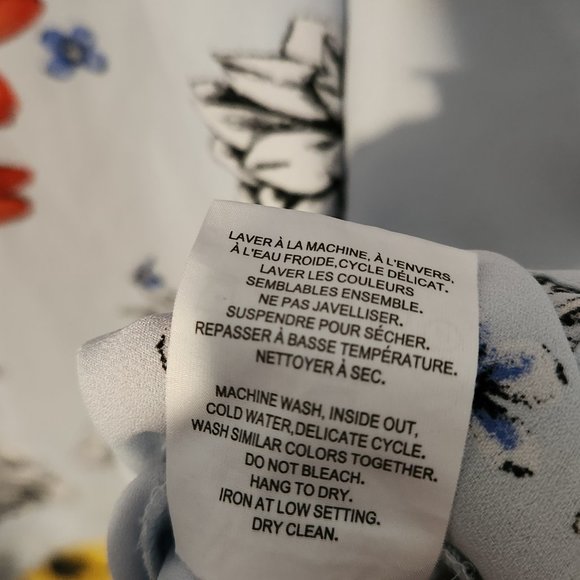 LAVER À LA MACHINE, À L'ENVERS,
À L'EAU FROIDE,CYCLE DÉLICAT.
LAVER LES COULEURS
SEMBLABLES ENSEMBLE.
NE PAS JAVELLISER.
SUSPENDRE POUR SÉCHER.
REPASSER À BASSE TEMPÉRATURE.
NETTOYER À SEC.
MACHINE WASH, INSIDE OUT,
COLD WATER,DELICATE CYCLE.
WASH SIMILAR COLORS TOGETHER.
DO NOT BLEACH.
HANG TO DRY.
IRON AT LOW SETTING.
DRY CLEAN.